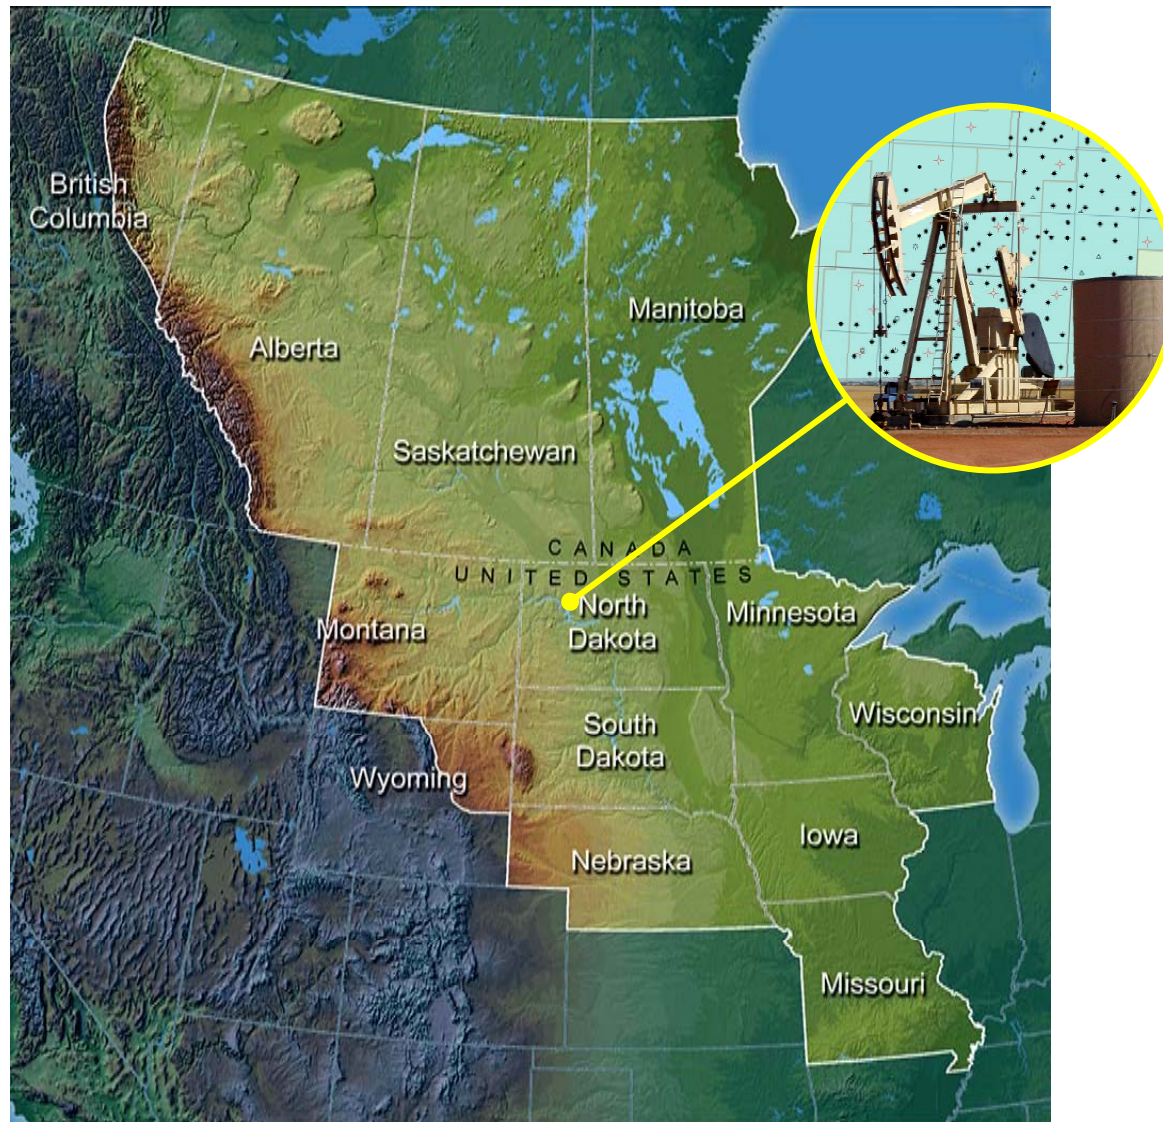 British
Columbia
Alberta
Manitoba
Saskatchewan
CANADA
UNITED STATES
Montana
North
Dakota
Minnesota
South
Dakota
Wisconsin
Wyoming
Iowa
Nebraska
Missouri